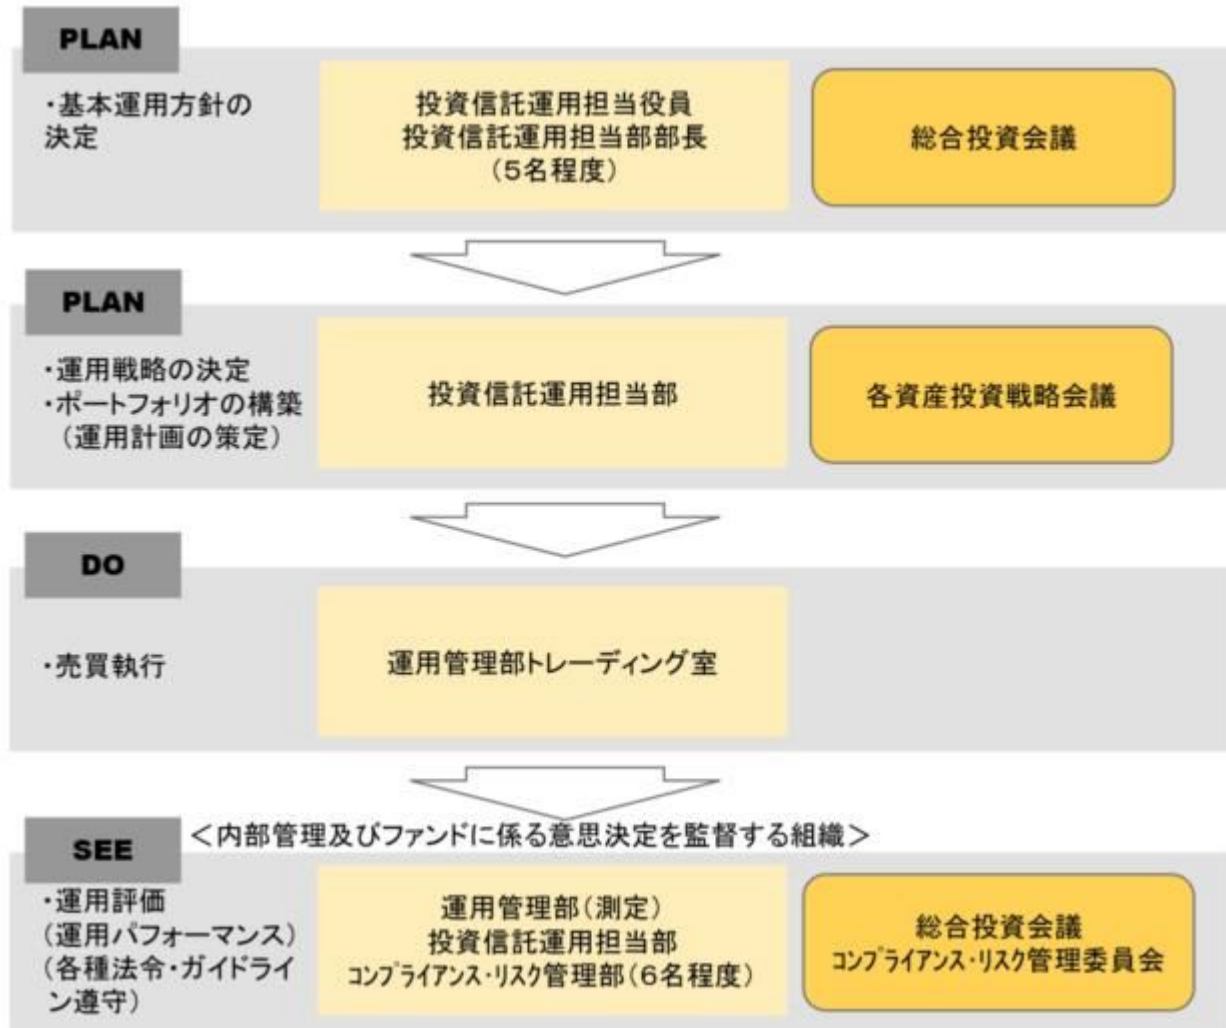 PLAN
・基本運用方針の
決定
投資信託運用担当役員
投資信託運用担当部部長
(5名程度)
総合投資会議
PLAN
・運用戦略の決定
・ポートフォリオの構築
(運用計画の策定)
投資信託運用担当部
各資産投資戦略会議
DO
・売買執行
運用管理部トレーディング室
SEE
＜内部管理及びファンドに係る意思決定を監督する組織＞
・運用評価
(運用パフォーマンス)
(各種法令・ガイドライ
ン遵守)
運用管理部(測定)
投資信託運用担当部
ｺﾝﾌﾟﾗｲｱﾝｽ・ﾘｽｸ管理部(6名程度)
総合投資会議
ｺﾝﾌﾟﾗｲｱﾝｽ・ﾘｽｸ管理委員会